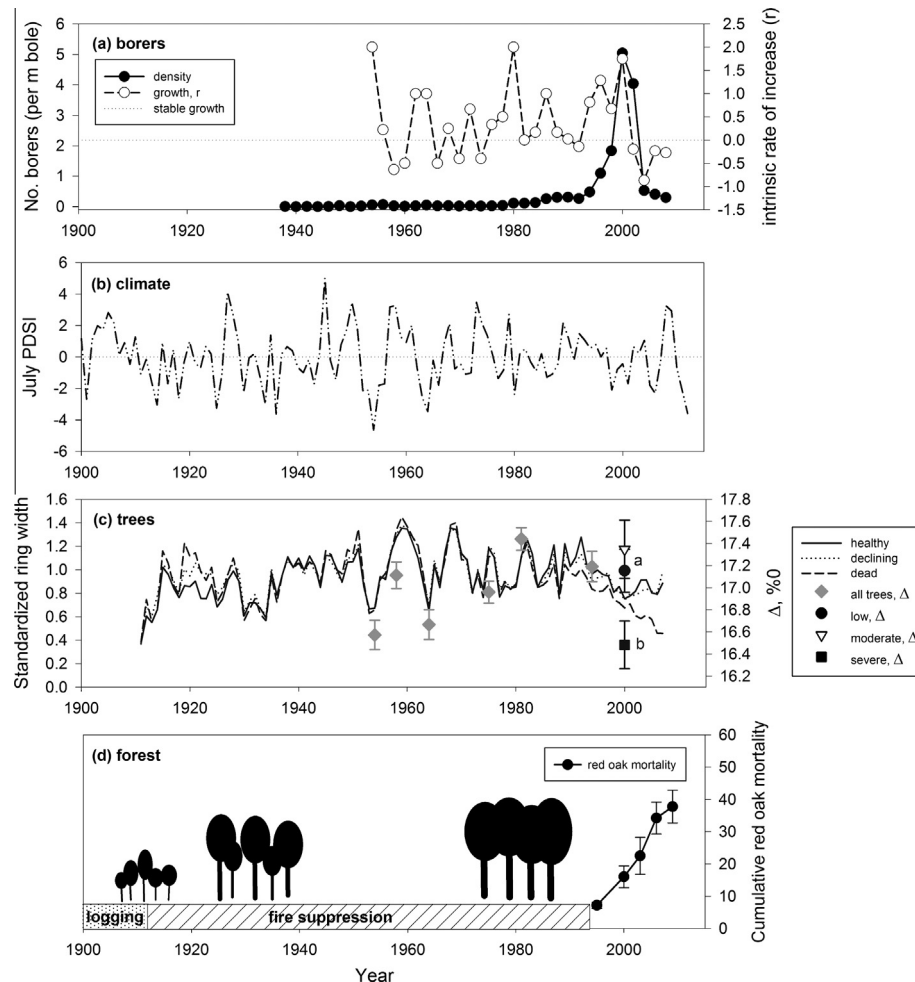 (a) borers
density
growth, r
stable growth
No. borers (per m bole)
6
5
4
3
2
1
0
intrinsic rate of increase (r)
2.5
2.0
1.5
1.0
0.5
0.0
-0.5
-1.0
-1.5
1900 1920 1940 1960 1980 2000
(b) climate
July PDSI
6
4
2
0
-2
-4
-6
1900 1920 1940 1960 1980 2000
(c) trees
Standardized ring width
1.6
1.4
1.2
1.0
0.8
0.6
0.4
0.2
0.0
a
b
17.8
17.6
17.4
17.2
17.0
16.8
16.6
16.4
16.2
Δ, %0
healthy
declining
dead
all trees, Δ
low, Δ
moderate, Δ
severe, Δ
1900 1920 1940 1960 1980 2000
(d) forest
red oak mortality
60
50
40
30
20
10
0
Cumulative red oak mortality
logging
fire suppression
1900 1920 1940 1960 1980 2000
Year